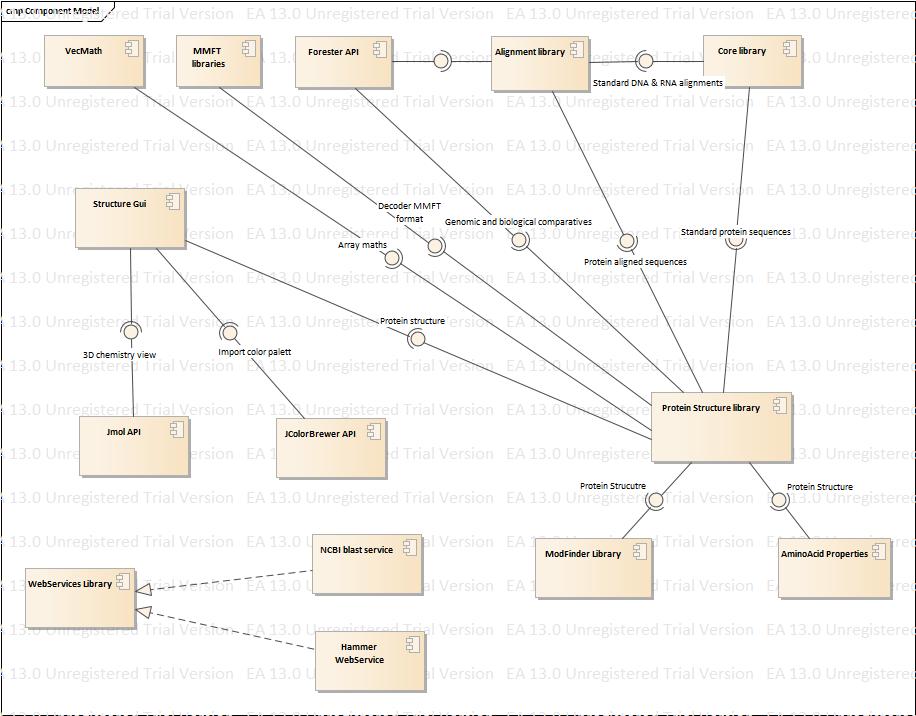 cmp Component Model
VecMath
MMFT
libraries
Forester API
Alignment library
Core library
Standard DNA & RNA alignments
Structure Gui
Decoder MMFT
format
Genomic and biological comparatives
Array maths
Standard protein sequences
Protein aligned sequences
Protein structure
3D chemistry view
Import color palett
Jmol API
JColorBrewer API
Protein Structure library
Protein Strucutre
Protein Structure
NCBI blast service
ModFinder Library
AminoAcid Properties
WebServices Library
Hammer
WebService
EA 13.0 Unregistered Trial Version